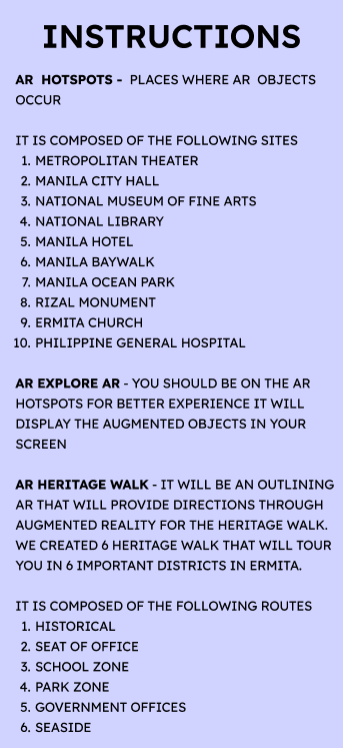 INSTRUCTIONS
AR HOTSPOTS - PLACES WHERE AR OBJECTS
OCCUR
IT IS COMPOSED OF THE FOLLOWING SITES
1. METROPOLITAN THEATER
2. MANILA CITY HALL
3. NATIONAL MUSEUM OF FINE ARTS
4. NATIONAL LIBRARY
5. MANILA HOTEL
6. MANILA BAYWALK
7. MANILA OCEAN PARK
8. RIZAL MONUMENT
9. ERMITA CHURCH
10. PHILIPPINE GENERAL HOSPITAL
AR EXPLORE AR - YOU SHOULD BE ON THE AR
HOTSPOTS FOR BETTER EXPERIENCE IT WILL
DISPLAY THE AUGMENTED OBJECTS IN YOUR
SCREEN
AR HERITAGE WALK - IT WILL BE AN OUTLINING
AR THAT WILL PROVIDE DIRECTIONS THROUGH
AUGMENTED REALITY FOR THE HERITAGE WALK.
WE CREATED 6 HERITAGE WALK THAT WILL TOUR
YOU IN 6 IMPORTANT DISTRICTS IN ERMITA.
IT IS COMPOSED OF THE FOLLOWING ROUTES
1. HISTORICAL
2. SEAT OF OFFICE
3. SCHOOL ZONE
4. PARK ZONE
5. GOVERNMENT OFFICES
6. SEASIDE